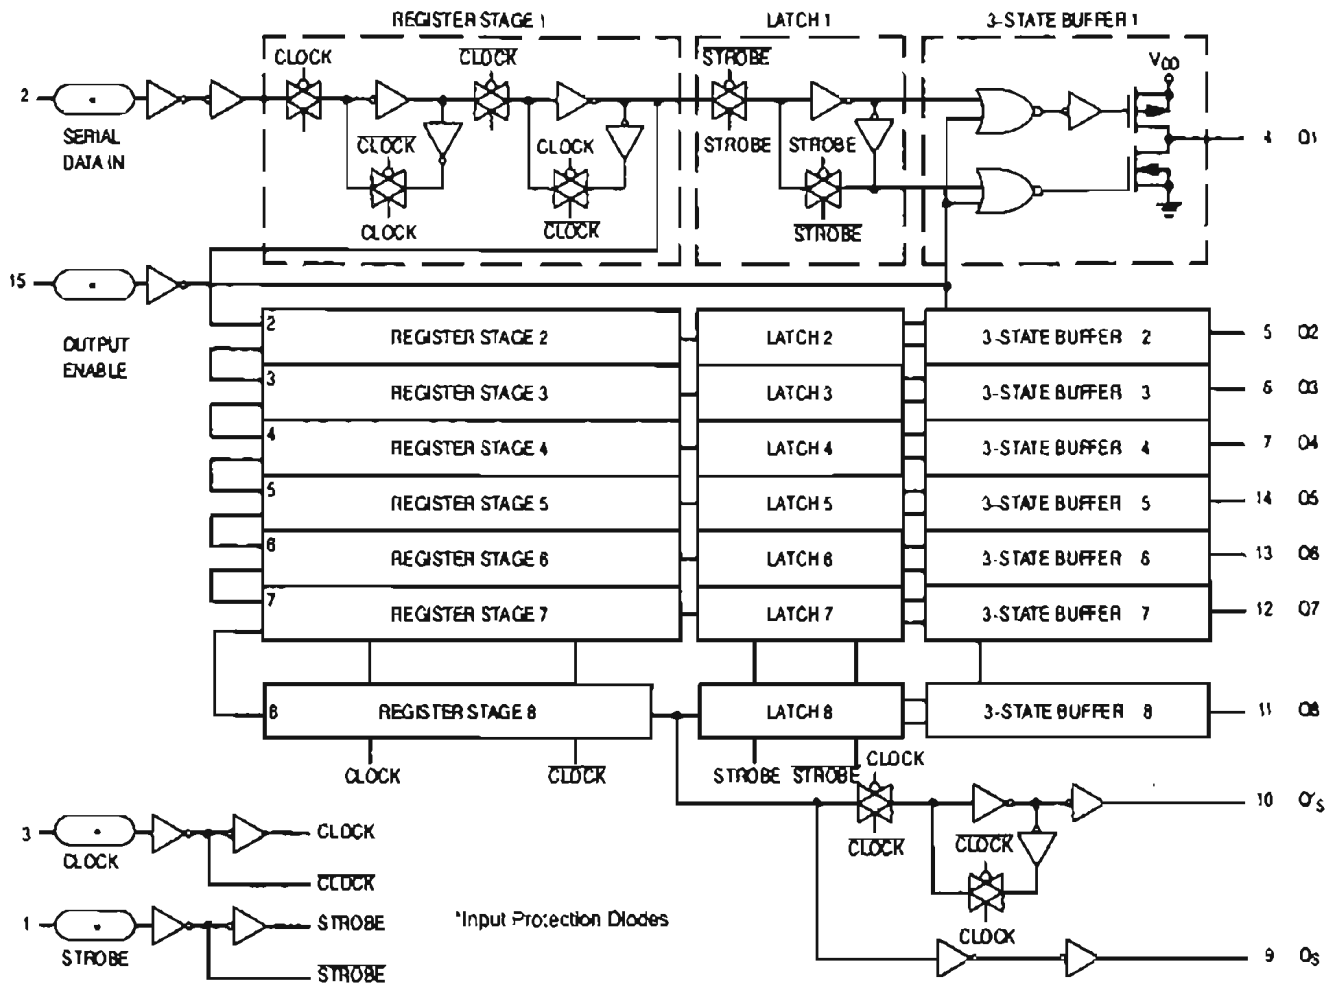 REGISTER STAGE 1
LATCH 1
3-STATE BUFFER 1
CLOCK
CLOCK
STROBE
VDD
2
SERIAL
DATA IN
CLOCK
CLOCK
STROBE
STROBE
4 O1
CLOCK
CLOCK
STROBE
15
OUTPUT
ENABLE
2 REGISTER STAGE 2 LATCH 2 3-STATE BUFFER 2 5 O2
3 REGISTER STAGE 3 LATCH 3 3-STATE BUFFER 3 6 O3
4 REGISTER STAGE 4 LATCH 4 3-STATE BUFFER 4 7 O4
5 REGISTER STAGE 5 LATCH 5 3-STATE BUFFER 5 14 O5
6 REGISTER STAGE 6 LATCH 6 3-STATE BUFFER 6 13 O6
7 REGISTER STAGE 7 LATCH 7 3-STATE BUFFER 7 12 O7
8 REGISTER STAGE 8 LATCH 8 3-STATE BUFFER 8 11 O8
CLOCK
CLOCK
STROBE
STROBE
CLOCK
10 O'S
CLOCK
CLOCK
CLOCK
3
CLOCK
CLOCK
CLOCK
1
STROBE
STROBE
STROBE
*Input Protection Diodes
9 OS